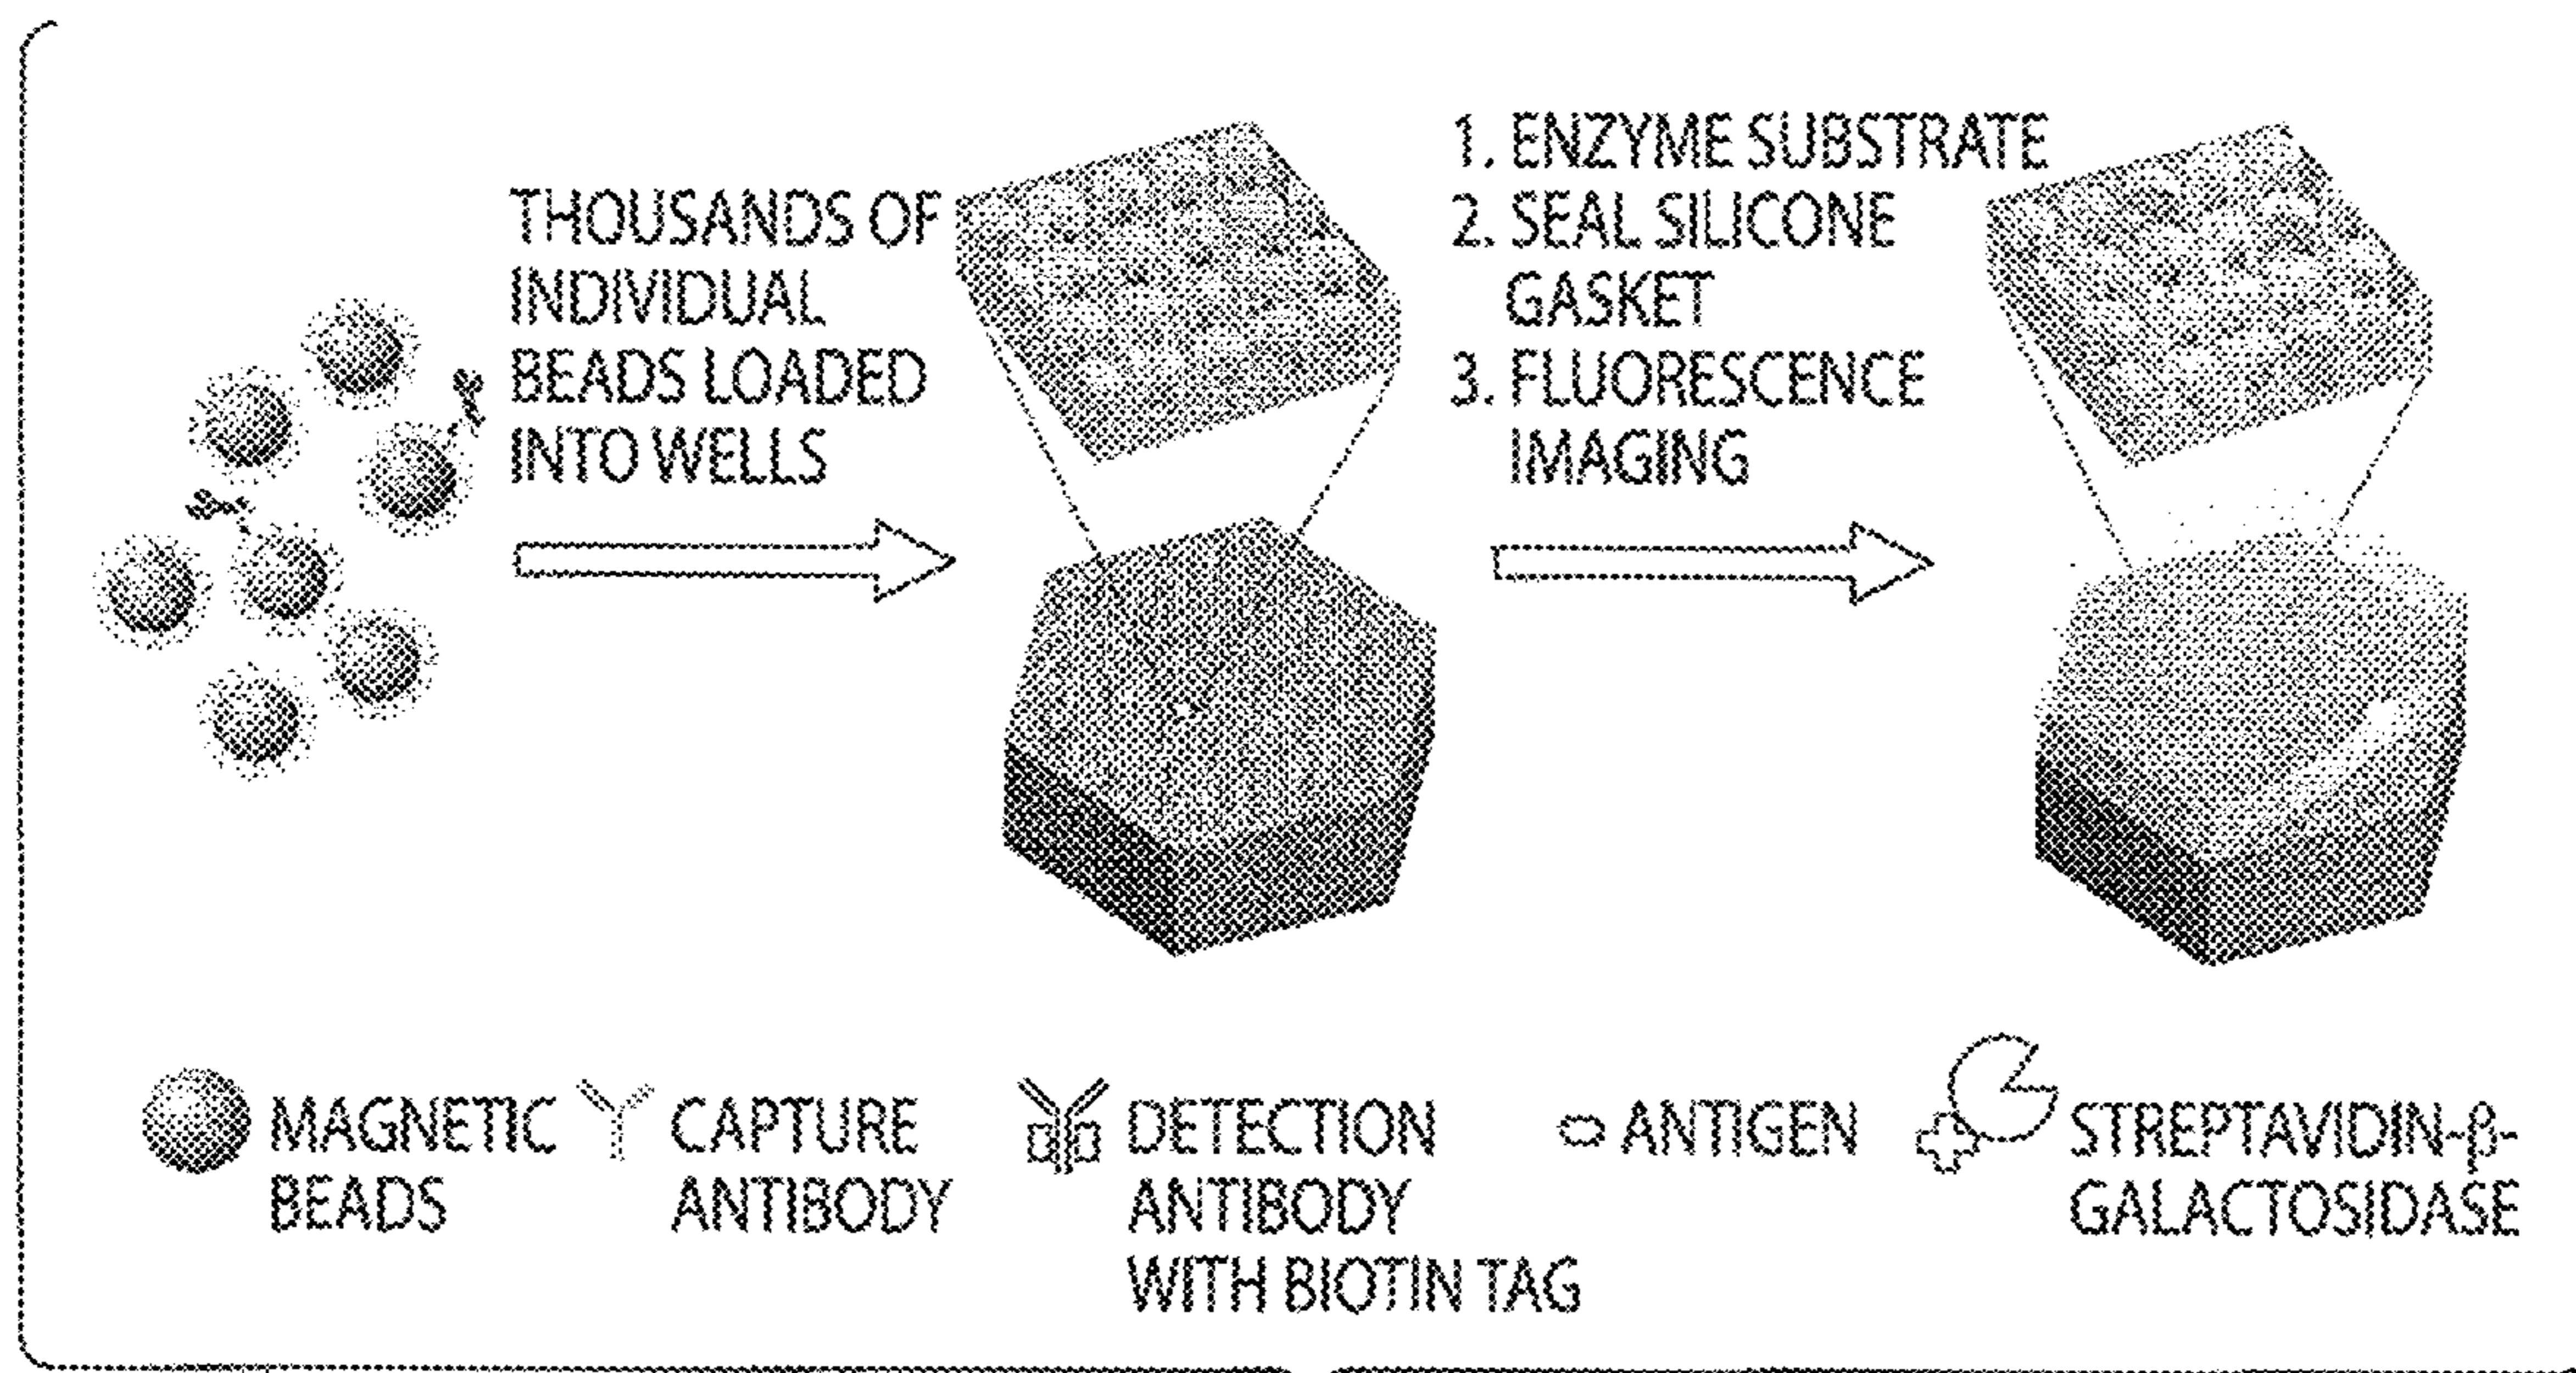 THOUSANDS OF
INDIVIDUAL
BEADS LOADED
INTO WELLS
1. ENZYME SUBSTRATE
2. SEAL SILICONE
GASKET
3. FLUORESCENCE
IMAGING
MAGNETIC
BEADS
CAPTURE
ANTIBODY
DETECTION
ANTIBODY
WITH BIOTIN TAG
ANTIGEN
STREPTAVIDIN-β-
GALACTOSIDASE